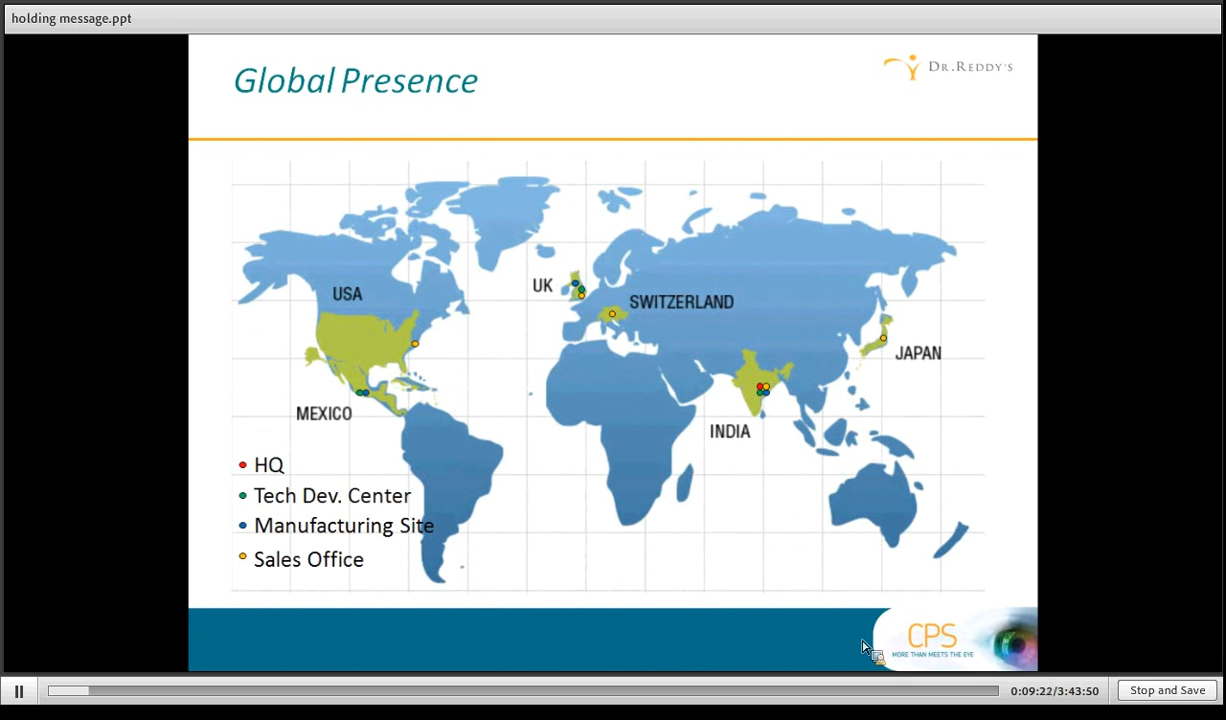 holding message.ppt
Global Presence
DR.REDDY'S
USA
UK
SWITZERLAND
JAPAN
MEXICO
INDIA
HQ
Tech Dev. Center
Manufacturing Site
Sales Office
CPS
MORE THAN MEETS THE EYE
0:09:22/3:43:50
Stop and Save